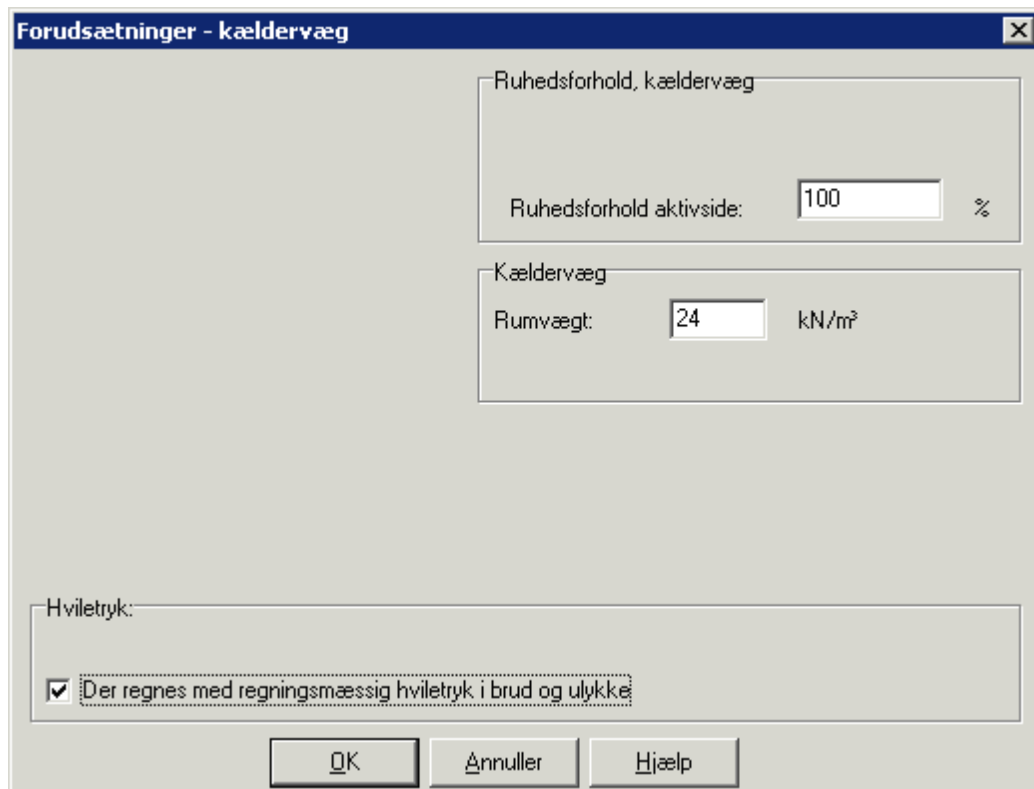 Forudsætninger - kældervæg
Ruhedsforhold, kældervæg
Ruhedsforhold aktivside: 100 %
Kældervæg
Rumvægt: 24 kN/m³
Hviletryk:
Der regnes med regningsmæssig hviletryk i brud og ulykke
OK Annuller Hjælp